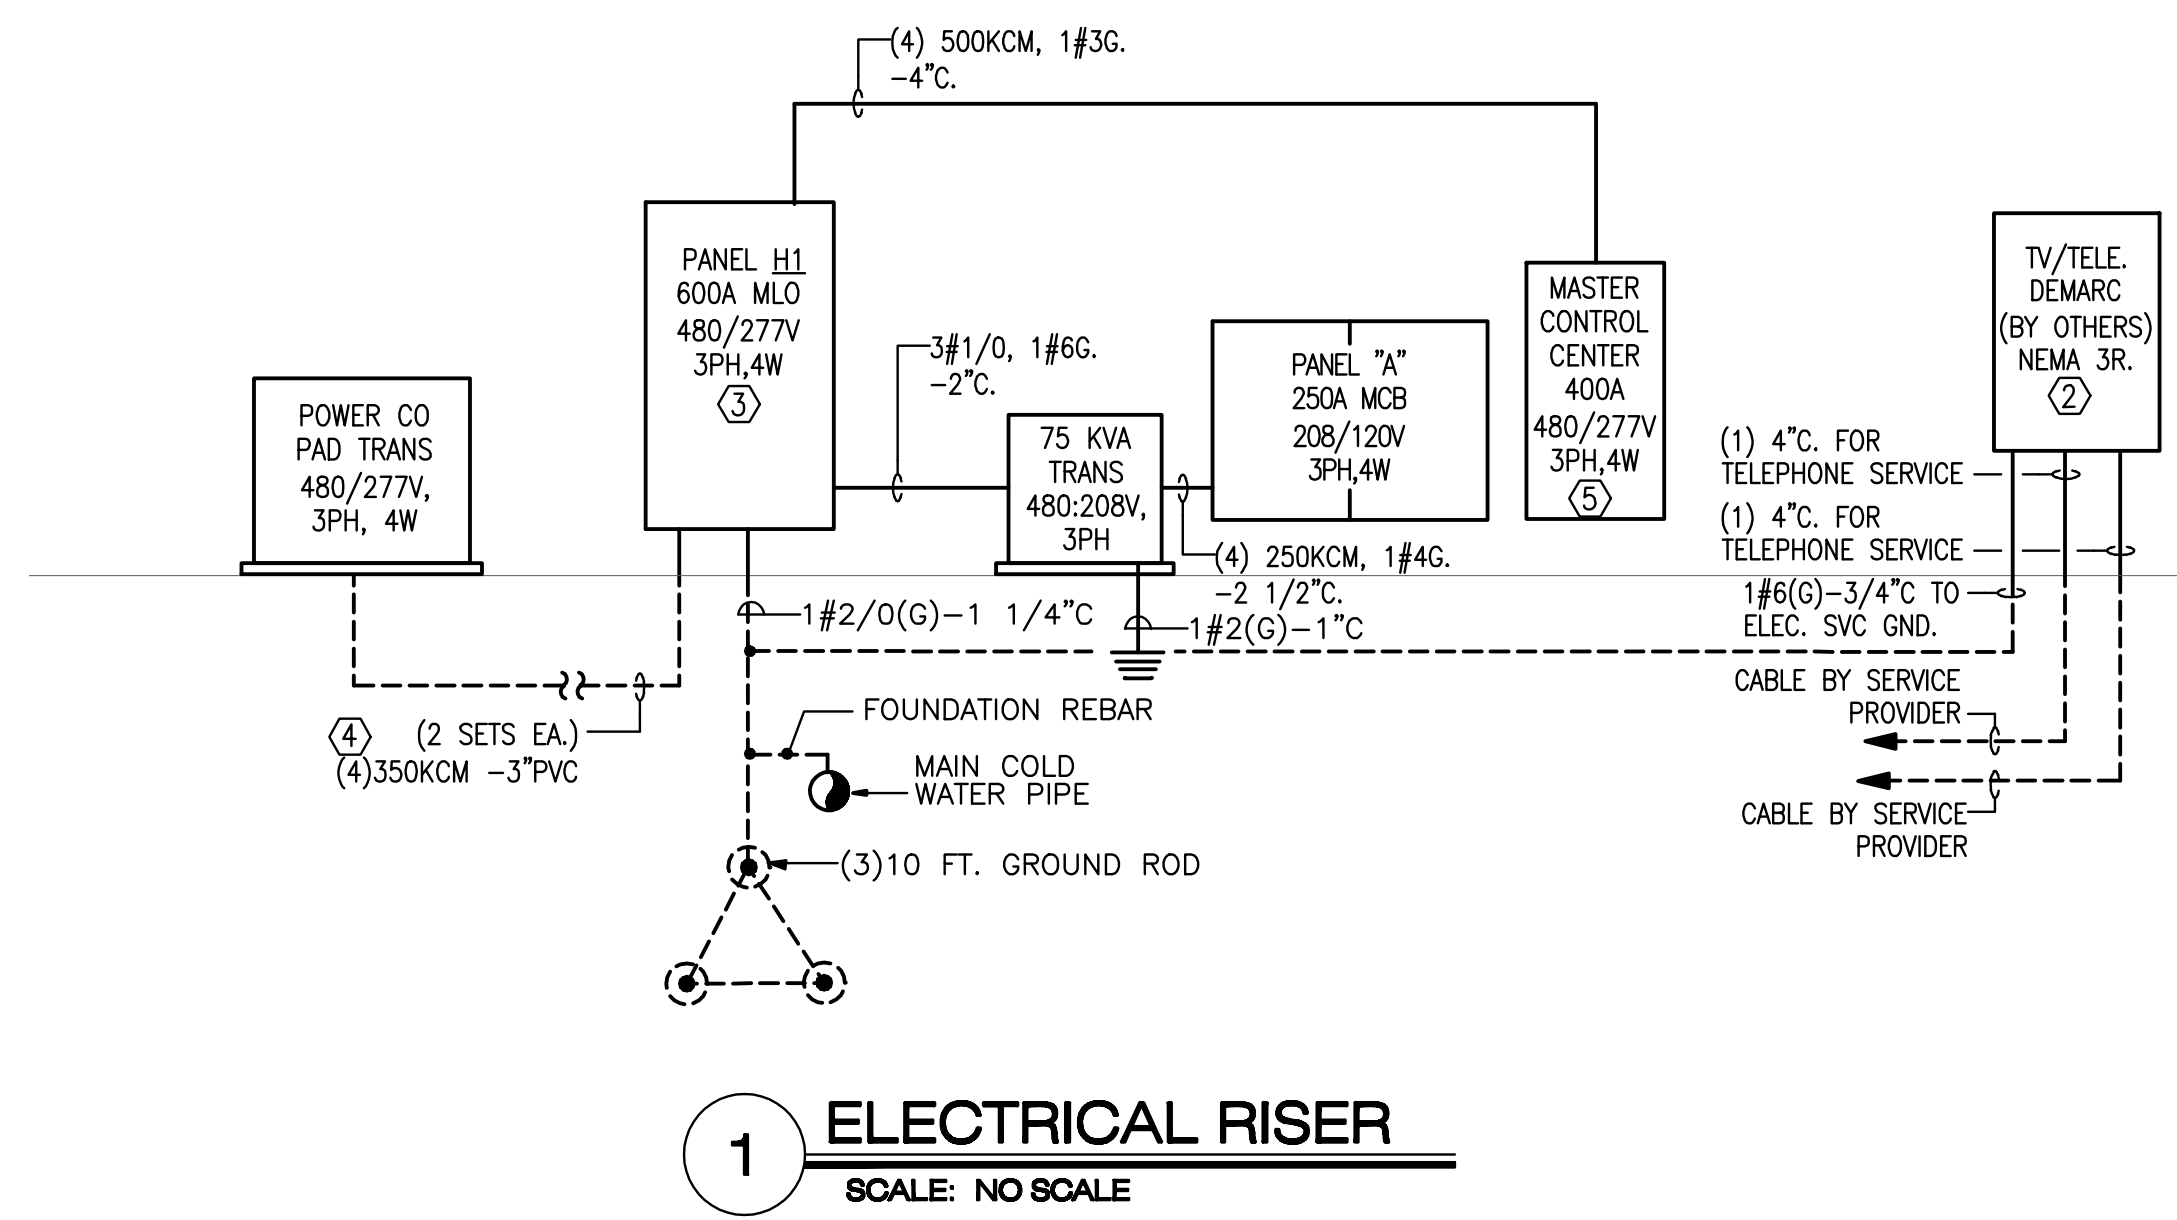 (4) 500KCM, 1#3G.
-4"C.
PANEL H1
600A MLO
480/277V
3PH,4W
3
POWER CO
PAD TRANS
480/277V,
3PH, 4W
3#1/0, 1#6G.
-2"C.
75 KVA
TRANS
480:208V,
3PH
PANEL "A"
250A MCB
208/120V
3PH,4W
MASTER
CONTROL
CENTER
400A
480/277V
3PH,4W
5
TV/TELE.
DEMARC
(BY OTHERS)
NEMA 3R.
2
(1) 4"C. FOR
TELEPHONE SERVICE
(1) 4"C. FOR
TELEPHONE SERVICE
1#6(G)-3/4"C TO
ELEC. SVC GND.
(4) 250KCM, 1#4G.
-2 1/2"C.
1#2/0(G)-1 1/4"C
1#2(G)-1"C
4
(2 SETS EA.)
(4)350KCM -3"PVC
FOUNDATION REBAR
MAIN COLD
WATER PIPE
(3)10 FT. GROUND ROD
CABLE BY SERVICE
PROVIDER
CABLE BY SERVICE
PROVIDER
1
ELECTRICAL RISER
SCALE: NO SCALE